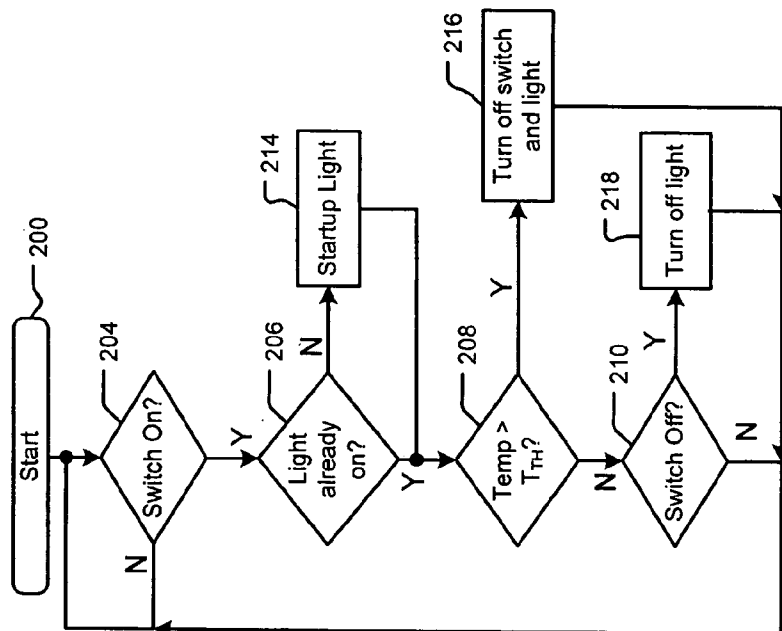 Start
200
Switch On?
204
N
Y
Light
already
on?
206
N
Startup Light
214
Y
Temp >
TTH?
208
Y
Turn off switch
and light
216
N
Switch Off?
210
Y
Turn off light
218
N